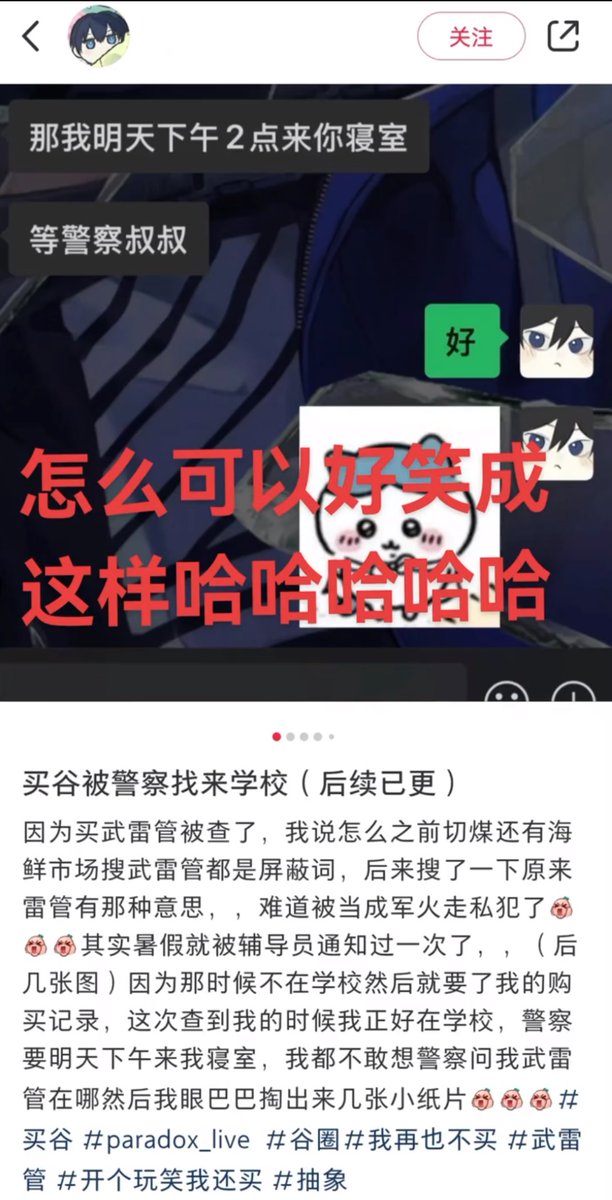 关注
那我明天下午2点来你寝室
等警察叔叔
好
怎么可以好笑成
这样哈哈哈哈哈
买谷被警察找来学校（后续已更）
因为买武雷管被查了，我说怎么之前切煤还有海
鲜市场搜武雷管都是屏蔽词，后来搜了一下原来
雷管有那种意思，，难道被当成军火走私犯了
其实暑假就被辅导员通知过一次了，，（后
几张图）因为那时候不在学校然后就要了我的购
买记录，这次查到我的时候我正好在学校，警察
要明天下午来我寝室，我都不敢想警察问我武雷
管在哪然后我眼巴巴掏出来几张小纸片#
买谷 #paradox_live #谷圈#我再也不买 #武雷
管 #开个玩笑我还买 #抽象